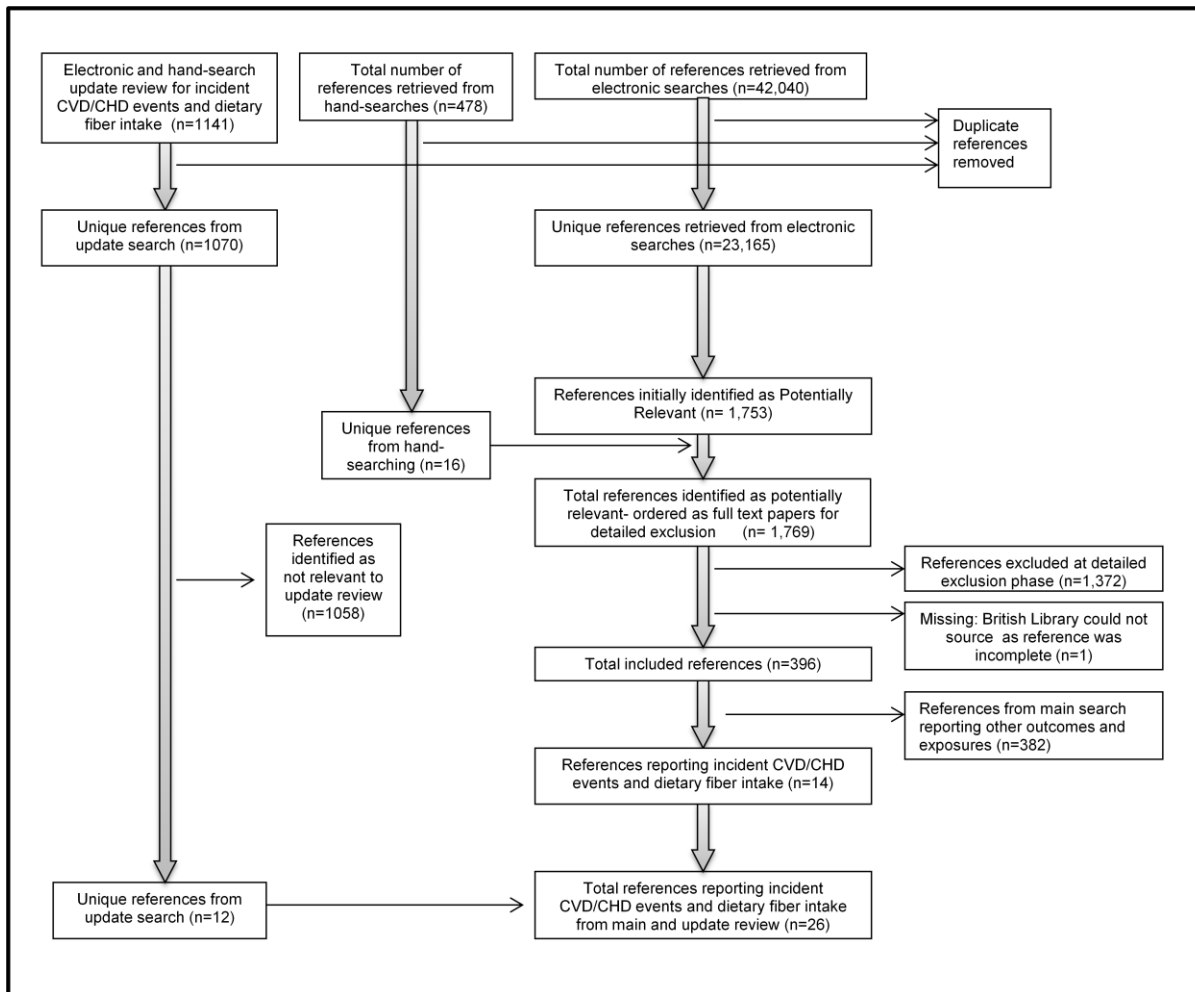 Electronic and hand-search
update review for incident
CVD/CHD events and dietary
fiber intake (n=1141)
Total number of
references retrieved from
hand-searches (n=478)
Total number of references retrieved from
electronic searches (n=42,040)
Duplicate
references
removed
Unique references from
update search (n=1070)
Unique references retrieved from electronic
searches (n=23,165)
References initially identified as Potentially
Relevant (n= 1,753)
Unique references
from hand-
searching (n=16)
Total references identified as potentially
relevant- ordered as full text papers for
detailed exclusion (n= 1,769)
References
identified as
not relevant to
update review
(n=1058)
References excluded at detailed
exclusion phase (n=1,372)
Missing: British Library could not
source as reference was
incomplete (n=1)
Total included references (n=396)
References from main search
reporting other outcomes and
exposures (n=382)
References reporting incident CVD/CHD
events and dietary fiber intake (n=14)
Unique references from
update search (n=12)
Total references reporting incident
CVD/CHD events and dietary fiber intake
from main and update review (n=26)